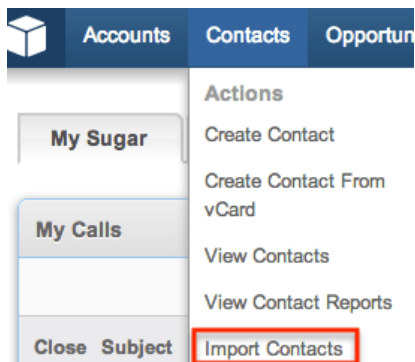 Accounts Contacts Opportun
Actions
My Sugar
Create Contact
Create Contact From
vCard
My Calls
View Contacts
View Contact Reports
Close Subject
Import Contacts